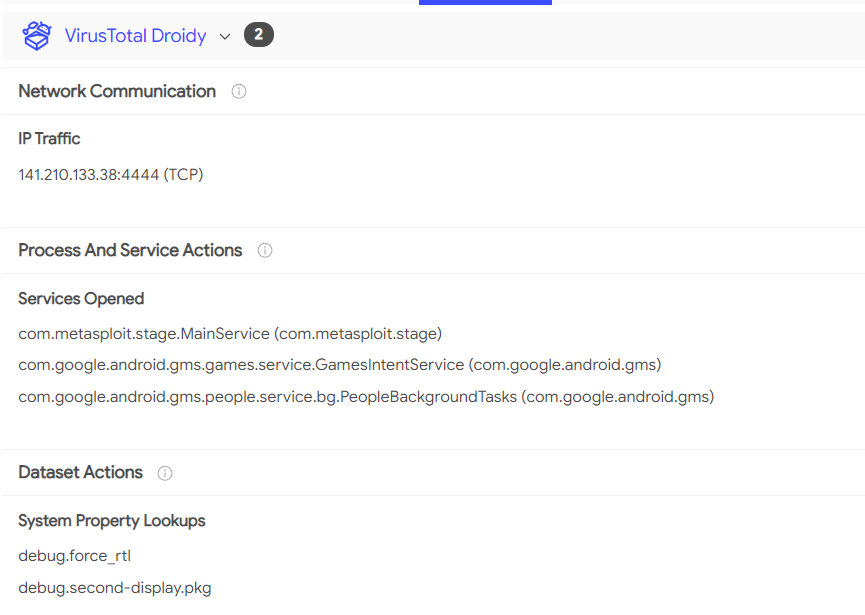 VirusTotal Droidy 2
Network Communication
IP Traffic
141.210.133.38:4444 (TCP)
Process And Service Actions
Services Opened
com.metasploit.stage.MainService (com.metasploit.stage)
com.google.android.gms.games.service.GamesIntentService (com.google.android.gms)
com.google.android.gms.people.service.bg.PeopleBackgroundTasks (com.google.android.gms)
Dataset Actions
System Property Lookups
debug.force_rtl
debug.second-display.pkg